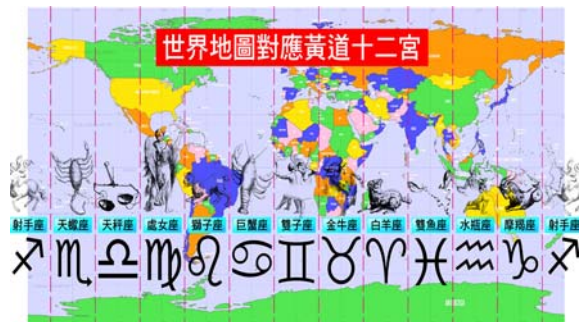 世界地圖對應黃道十二宮
射手座 天蠍座 天秤座 處女座 獅子座 巨蟹座 雙子座 金牛座 白羊座 雙魚座 水瓶座 摩羯座 射手座
♐ ♏ ♎ ♍ ♌ ♋ ♊ ♉ ♈ ♓ ♒ ♑ ♐